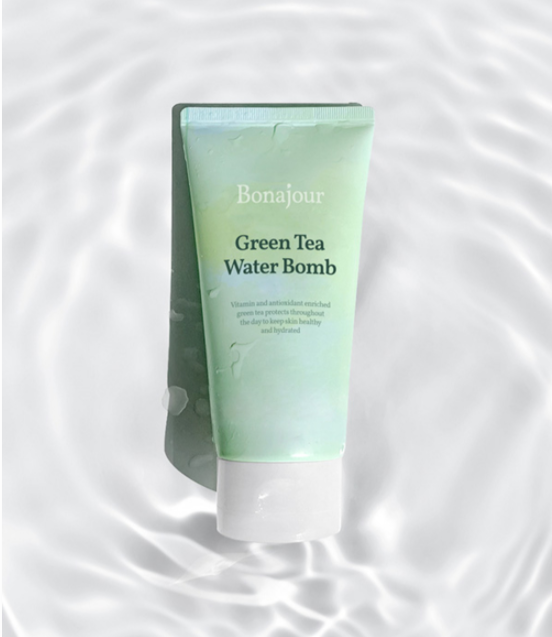 Bonajour
Green Tea
Water Bomb
Vitamin and antioxidant enriched
green tea protects throughout
the day to keep skin healthy
and hydrated